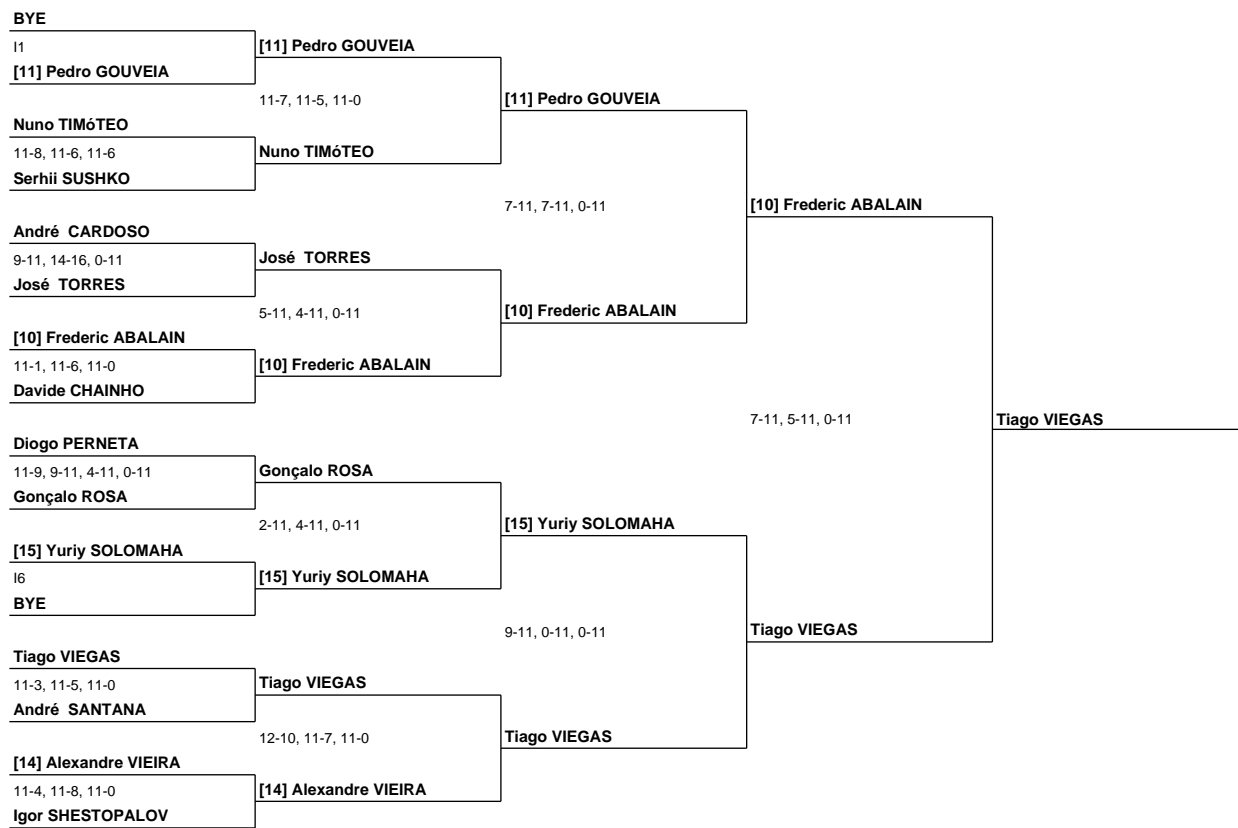 BYE
I1
[11] Pedro GOUVEIA
[11] Pedro GOUVEIA
11-7, 11-5, 11-0
[11] Pedro GOUVEIA
Nuno TIMóTEO
11-8, 11-6, 11-6
Nuno TIMóTEO
Serhii SUSHKO
7-11, 7-11, 0-11
[10] Frederic ABALAIN
André  CARDOSO
9-11, 14-16, 0-11
José  TORRES
José  TORRES
5-11, 4-11, 0-11
[10] Frederic ABALAIN
[10] Frederic ABALAIN
11-1, 11-6, 11-0
[10] Frederic ABALAIN
Davide CHAINHO
7-11, 5-11, 0-11
Tiago VIEGAS
Diogo PERNETA
11-9, 9-11, 4-11, 0-11
Gonçalo ROSA
Gonçalo ROSA
2-11, 4-11, 0-11
[15] Yuriy SOLOMAHA
[15] Yuriy SOLOMAHA
I6
[15] Yuriy SOLOMAHA
BYE
9-11, 0-11, 0-11
Tiago VIEGAS
Tiago VIEGAS
11-3, 11-5, 11-0
Tiago VIEGAS
André  SANTANA
12-10, 11-7, 11-0
Tiago VIEGAS
[14] Alexandre VIEIRA
11-4, 11-8, 11-0
[14] Alexandre VIEIRA
Igor SHESTOPALOV